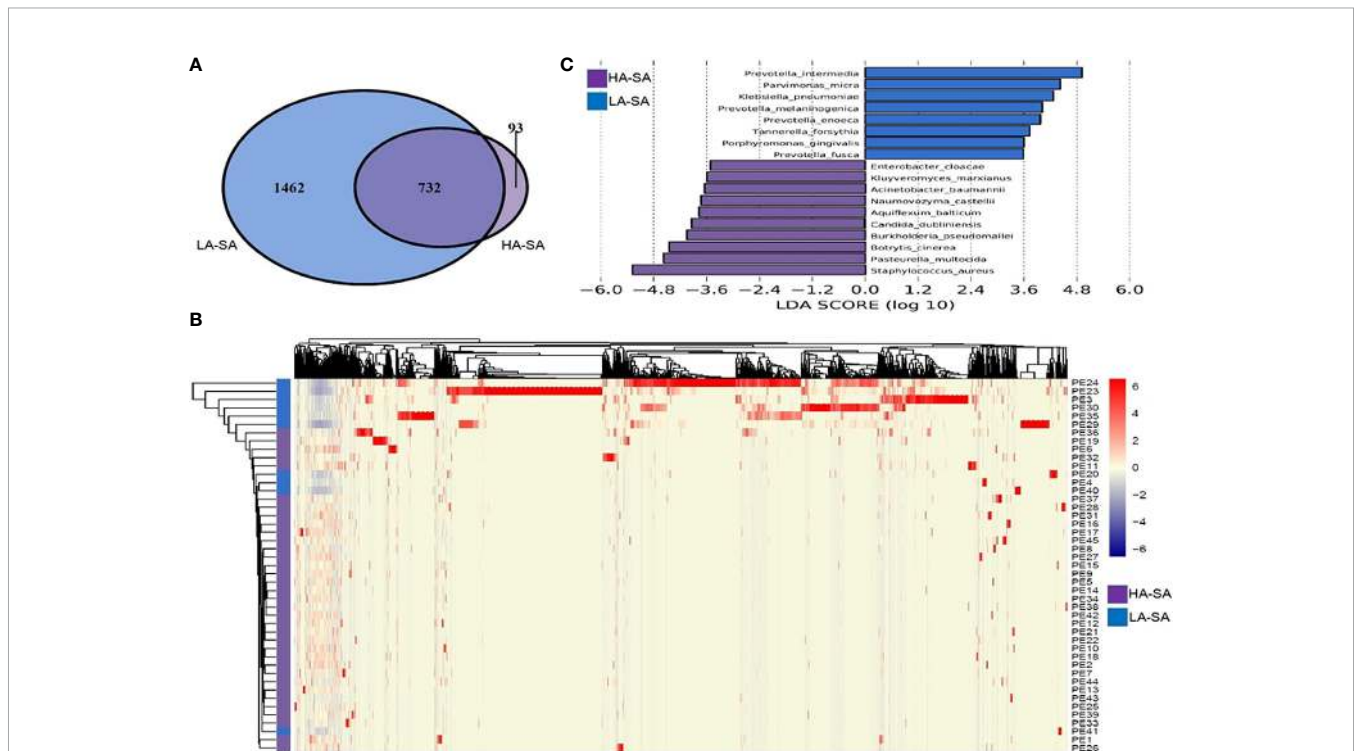 A
1462
732
93
LA-SA
HA-SA
C
HA-SA
LA-SA
Prevotella_intermedia
Parvimonas_micra
Klebsiella_pneumoniae
Prevotella_melaninogenica
Prevotella_enoeca
Tannerella_forsythia
Porphyromonas_gingivalis
Prevotella_fusca
Enterobacter_cloacae
Kluyveromyces_marxianus
Acinetobacter_baumannii
Naumovozyma_castellii
Aquiflexum_balticum
Candida_dubliniensis
Burkholderia_pseudomallei
Botrytis_cinerea
Pasteurella_multocida
Staphylococcus_aureus
−6.0 −4.8 −3.6 −2.4 −1.2 0.0 1.2 2.4 3.6 4.8 6.0
LDA SCORE (log 10)
B
PE24
PE23
PE3
PE30
PE35
PE29
PE36
PE19
PE6
PE32
PE11
PE20
PE4
PE40
PE37
PE28
PE31
PE16
PE17
PE45
PE8
PE27
PE15
PE9
PE5
PE14
PE34
PE38
PE42
PE12
PE21
PE22
PE10
PE18
PE2
PE7
PE44
PE13
PE43
PE25
PE39
PE33
PE41
PE1
PE26
6
4
2
0
−2
−4
−6
HA-SA
LA-SA